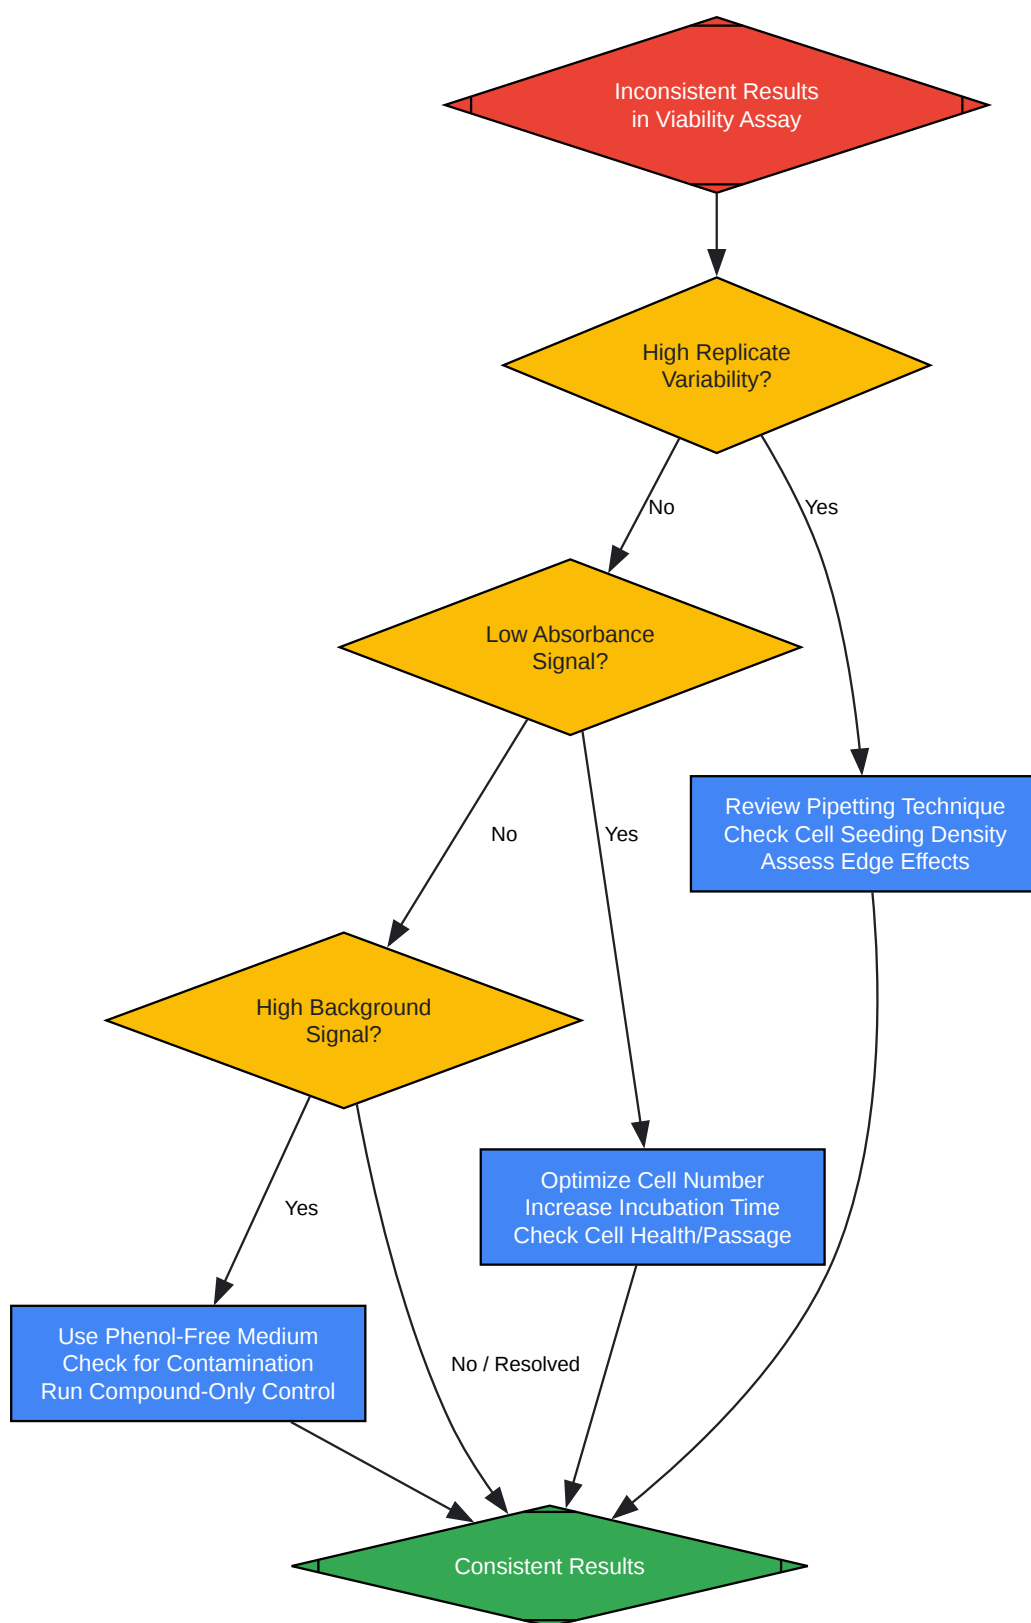 Inconsistent Results
in Viability Assay
High Replicate
Variability?
No
Yes
Low Absorbance
Signal?
Review Pipetting Technique
Check Cell Seeding Density
Assess Edge Effects
No
Yes
High Background
Signal?
Optimize Cell Number
Increase Incubation Time
Check Cell Health/Passage
Yes
Use Phenol-Free Medium
Check for Contamination
Run Compound-Only Control
No / Resolved
Consistent Results